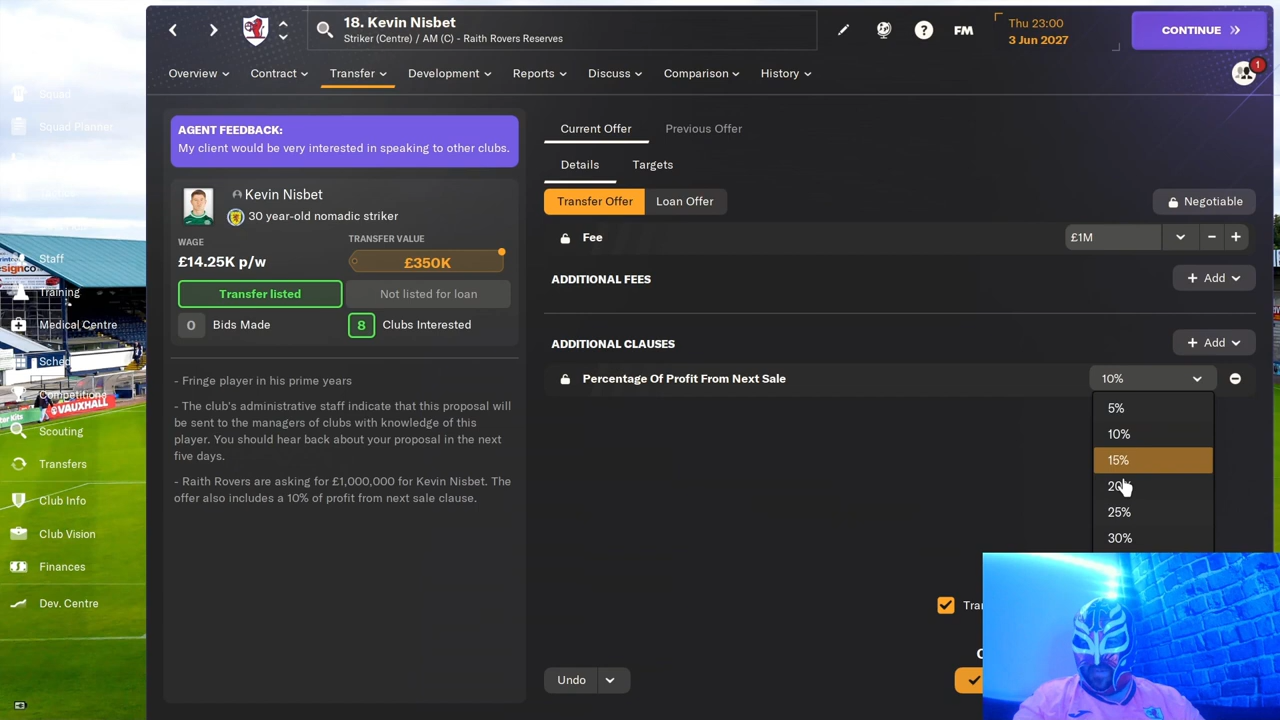 18. Kevin Nisbet
Striker (Centre) / AM (C) - Raith Rovers Reserves
FM
Thu 23:00
3 Jun 2027
CONTINUE
Overview
Contract
Transfer
Development
Reports
Discuss
Comparison
History
1
Squad
Squad Planner
Staff
Training
Medical Centre
Sched
Competitions
Scouting
Transfers
Club Info
Club Vision
Finances
Dev. Centre
VAUXHALL
AGENT FEEDBACK:
My client would be very interested in speaking to other clubs.
Kevin Nisbet
30 year-old nomadic striker
WAGE
£14.25K p/w
TRANSFER VALUE
£350K
Transfer listed
Not listed for loan
0 Bids Made
8 Clubs Interested
- Fringe player in his prime years
- The club's administrative staff indicate that this proposal will
be sent to the managers of clubs with knowledge of this
player. You should hear back about your proposal in the next
five days.
- Raith Rovers are asking for £1,000,000 for Kevin Nisbet. The
offer also includes a 10% of profit from next sale clause.
Current Offer
Previous Offer
Details
Targets
Transfer Offer
Loan Offer
Negotiable
Fee
£1M
ADDITIONAL FEES
Add
ADDITIONAL CLAUSES
Add
Percentage Of Profit From Next Sale
10%
5%
10%
15%
20%
25%
30%
Undo